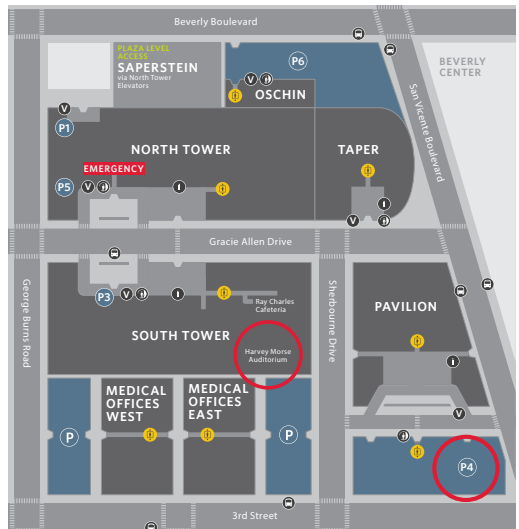 Beverly Boulevard
PLAZA LEVEL
ACCESS
SAPERSTEIN
via North Tower
Elevators
P6
BEVERLY
CENTER
V
OSCHIN
San Vicente Boulevard
V
P1
NORTH TOWER
TAPER
EMERGENCY
P5
V
i
i
V
Gracie Allen Drive
George Burns Road
P3
V
i
Ray Charles
Cafeteria
Sherbourne Drive
PAVILION
SOUTH TOWER
Harvey Morse
Auditorium
i
MEDICAL
OFFICES
WEST
MEDICAL
OFFICES
EAST
V
P
P
P4
3rd Street